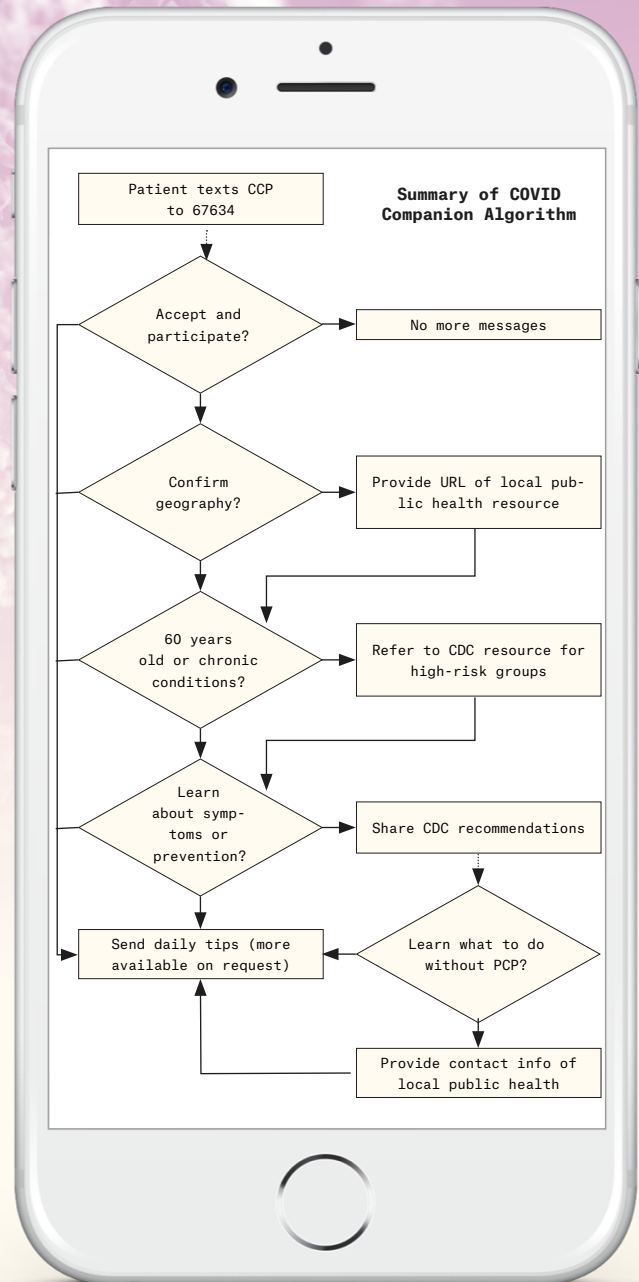 Patient texts CCP
to 67634
Summary of COVID
Companion Algorithm
Accept and
participate?
No more messages
Confirm
geography?
Provide URL of local pub-
lic health resource
60 years
old or chronic
conditions?
Refer to CDC resource for
high-risk groups
Learn
about symp-
toms or
prevention?
Share CDC recommendations
Send daily tips (more
available on request)
Learn what to do
without PCP?
Provide contact info of
local public health